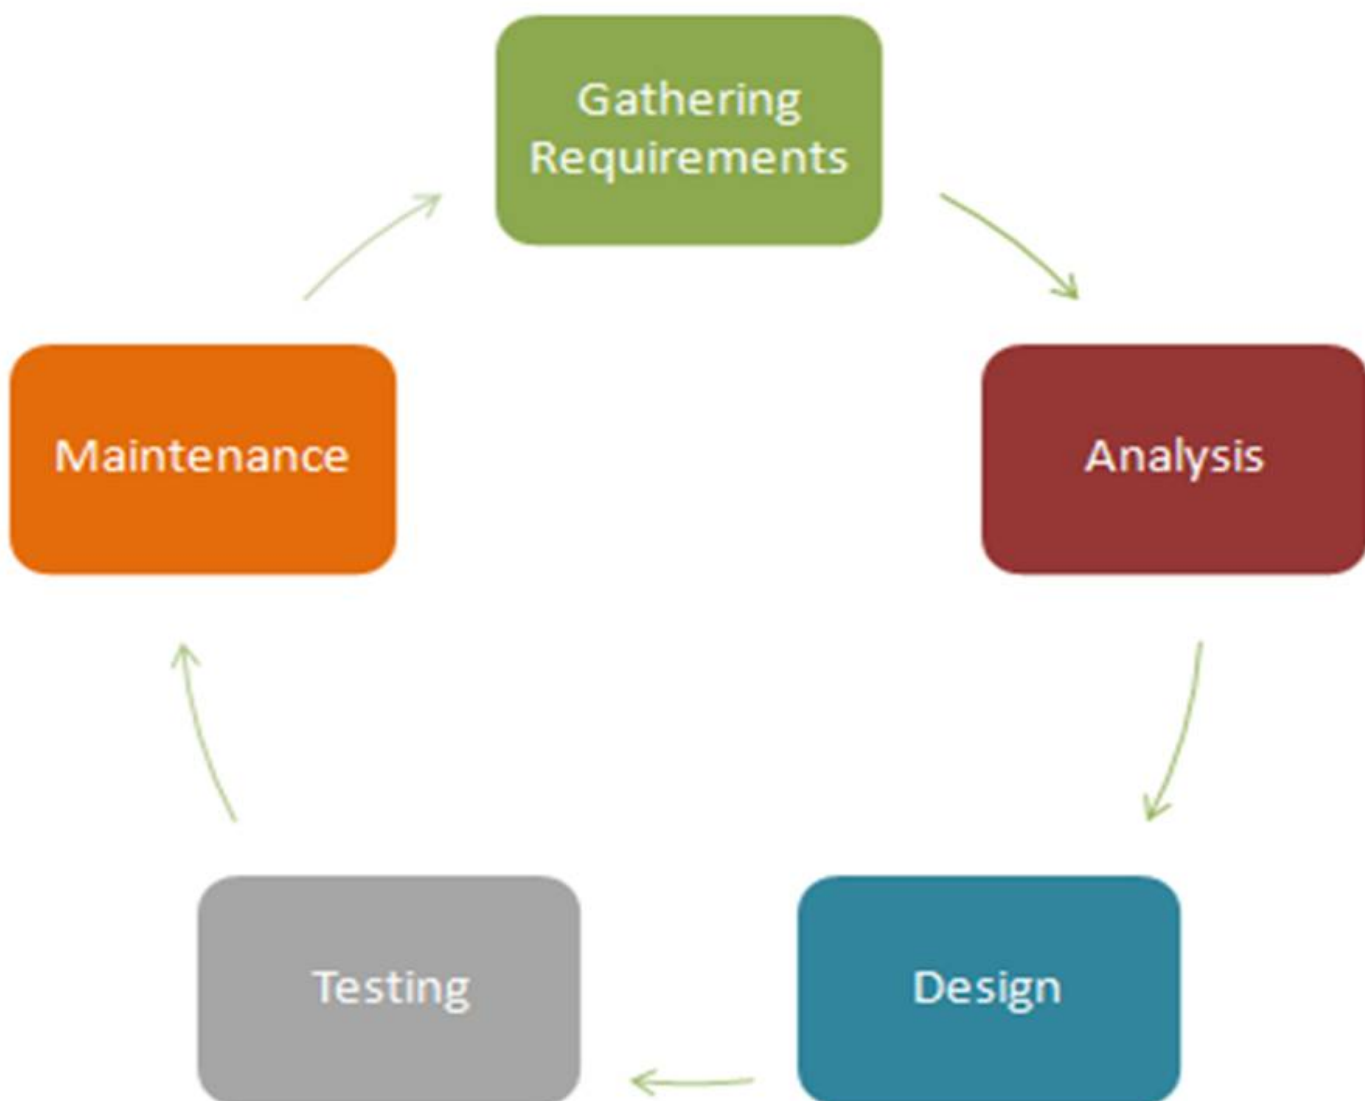 Gathering
Requirements
Analysis
Design
Testing
Maintenance